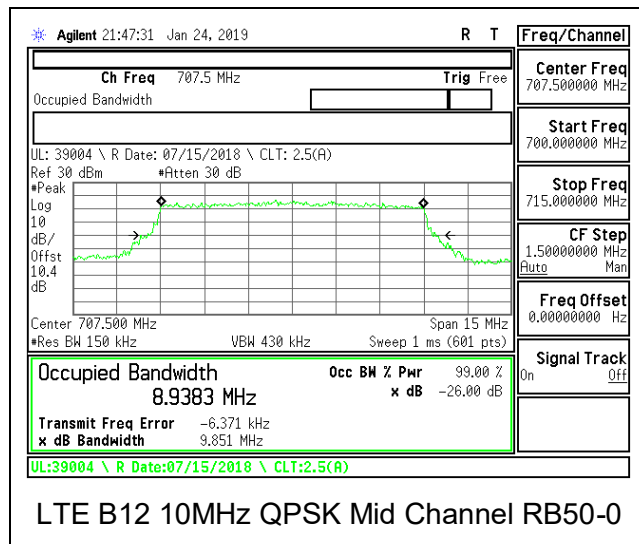 Agilent 21:47:31 Jan 24, 2019 R T
Freq/Channel
Ch Freq 707.5 MHz Trig Free
Occupied Bandwidth
Center Freq
707.500000 MHz
Start Freq
700.000000 MHz
Stop Freq
715.000000 MHz
CF Step
1.50000000 MHz
Auto Man
Freq Offset
0.00000000 Hz
Signal Track
On Off
UL: 39004 \ R Date: 07/15/2018 \ CLT: 2.5(A)
Ref 30 dBm #Atten 30 dB
#Peak
Log
10
dB/
Offst
10.4
dB
Center 707.500 MHz Span 15 MHz
#Res BW 150 kHz VBW 430 kHz Sweep 1 ms (601 pts)
Occupied Bandwidth Occ BW % Pwr 99.00 %
8.9383 MHz x dB -26.00 dB
Transmit Freq Error -6.371 kHz
x dB Bandwidth 9.851 MHz
UL:39004 \ R Date:07/15/2018 \ CLT:2.5(A)
LTE B12 10MHz QPSK Mid Channel RB50-0